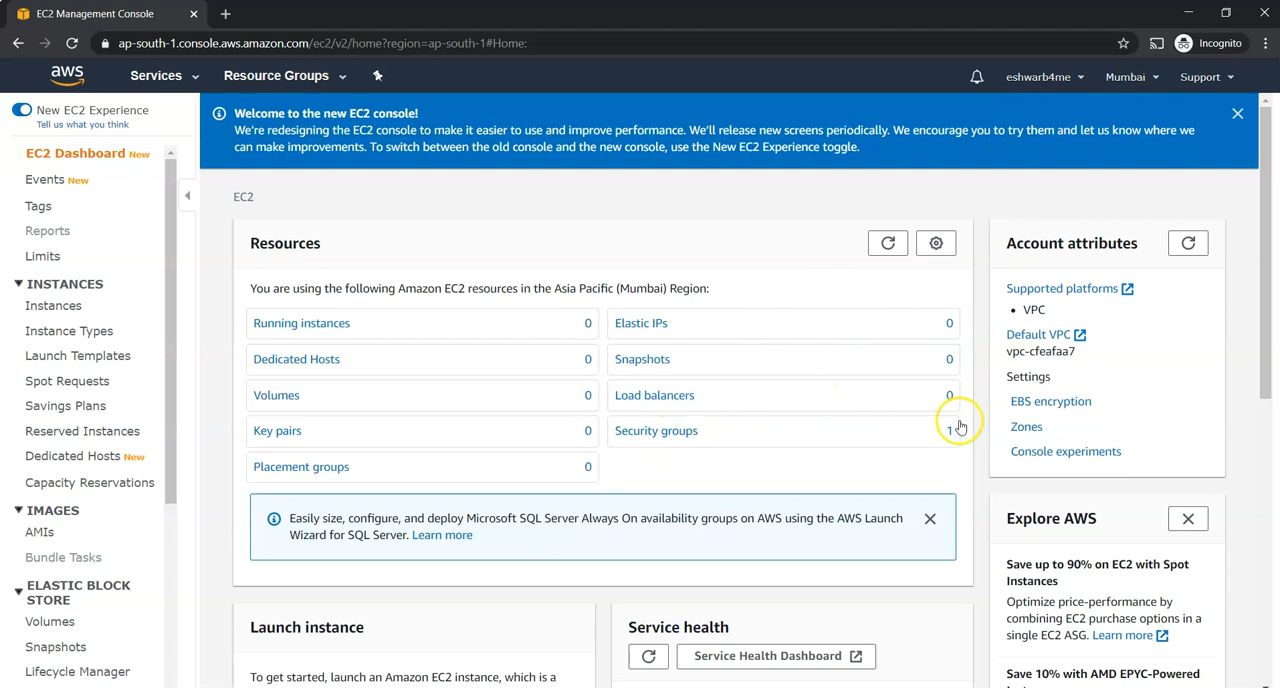 EC2 Management Console
ap-south-1.console.aws.amazon.com/ec2/v2/home?region=ap-south-1#Home:
Incognito
aws
Services
Resource Groups
eshwarb4me
Mumbai
Support
New EC2 Experience
Tell us what you think
EC2 Dashboard New
Events New
Tags
Reports
Limits
INSTANCES
Instances
Instance Types
Launch Templates
Spot Requests
Savings Plans
Reserved Instances
Dedicated Hosts New
Capacity Reservations
IMAGES
AMIs
Bundle Tasks
ELASTIC BLOCK
STORE
Volumes
Snapshots
Lifecycle Manager
Welcome to the new EC2 console!
We're redesigning the EC2 console to make it easier to use and improve performance. We'll release new screens periodically. We encourage you to try them and let us know where we
can make improvements. To switch between the old console and the new console, use the New EC2 Experience toggle.
EC2
Resources
You are using the following Amazon EC2 resources in the Asia Pacific (Mumbai) Region:
Running instances 0
Elastic IPs 0
Dedicated Hosts 0
Snapshots 0
Volumes 0
Load balancers 0
Key pairs 0
Security groups 1
Placement groups 0
Easily size, configure, and deploy Microsoft SQL Server Always On availability groups on AWS using the AWS Launch
Wizard for SQL Server. Learn more
Launch instance
To get started, launch an Amazon EC2 instance, which is a
Service health
Service Health Dashboard
Account attributes
Supported platforms
• VPC
Default VPC
vpc-cfeafaa7
Settings
EBS encryption
Zones
Console experiments
Explore AWS
Save up to 90% on EC2 with Spot
Instances
Optimize price-performance by
combining EC2 purchase options in a
single EC2 ASG. Learn more
Save 10% with AMD EPYC-Powered